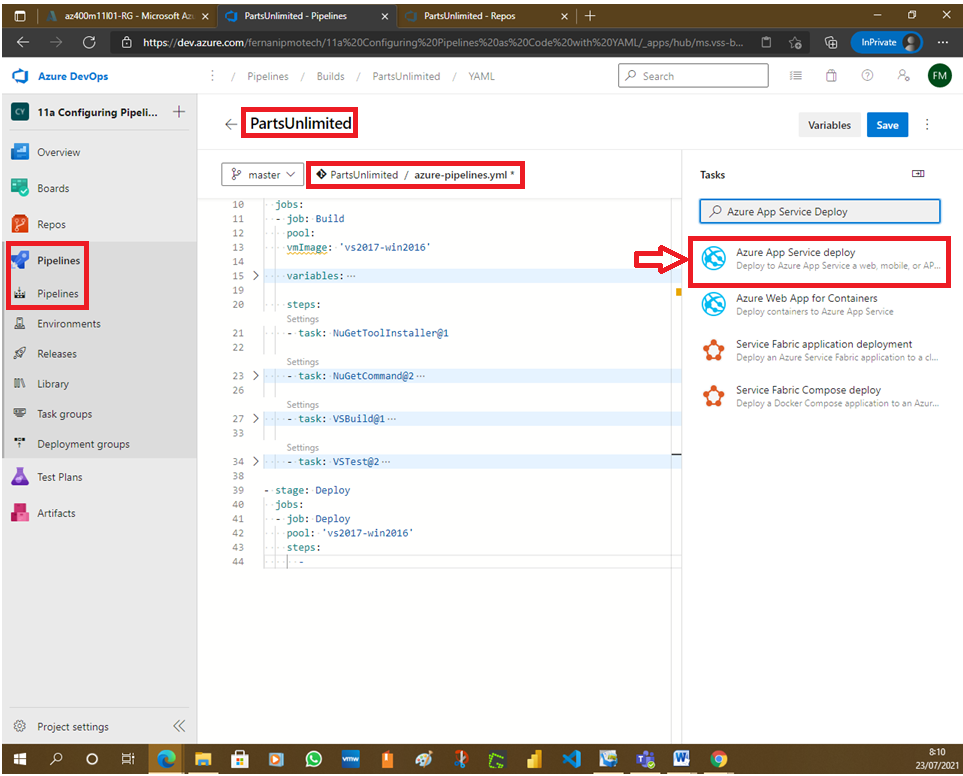 az400m11l01-RG - Microsoft Az
PartsUnlimited - Pipelines
PartsUnlimited - Repos
https://dev.azure.com/fernanipmotech/11a%20Configuring%20Pipelines%20as%20Code%20with%20YAML/_apps/hub/ms.vss-b...
InPrivate
Azure DevOps
/ Pipelines / Builds / PartsUnlimited / YAML
Search
FM
CY
11a Configuring Pipeli...
Overview
Boards
Repos
Pipelines
Pipelines
Environments
Releases
Library
Task groups
Deployment groups
Test Plans
Artifacts
Project settings
PartsUnlimited
Variables
Save
master
PartsUnlimited / azure-pipelines.yml *
10 jobs:
11 - job: Build
12 pool:
13 vmImage: 'vs2017-win2016'
14
15 variables: ...
19
20 steps:
Settings
21 - task: NuGetToolInstaller@1
22
Settings
23 - task: NuGetCommand@2 ...
26
Settings
27 - task: VSBuild@1 ...
33
Settings
34 - task: VSTest@2 ...
38
39 - stage: Deploy
40 jobs:
41 - job: Deploy
42 pool: 'vs2017-win2016'
43 steps:
44 -
Tasks
Azure App Service Deploy
Azure App Service deploy
Deploy to Azure App Service a web, mobile, or AP...
Azure Web App for Containers
Deploy containers to Azure App Service
Service Fabric application deployment
Deploy an Azure Service Fabric application to a cl...
Service Fabric Compose deploy
Deploy a Docker Compose application to an Azur...
vmw
8:10
23/07/2021